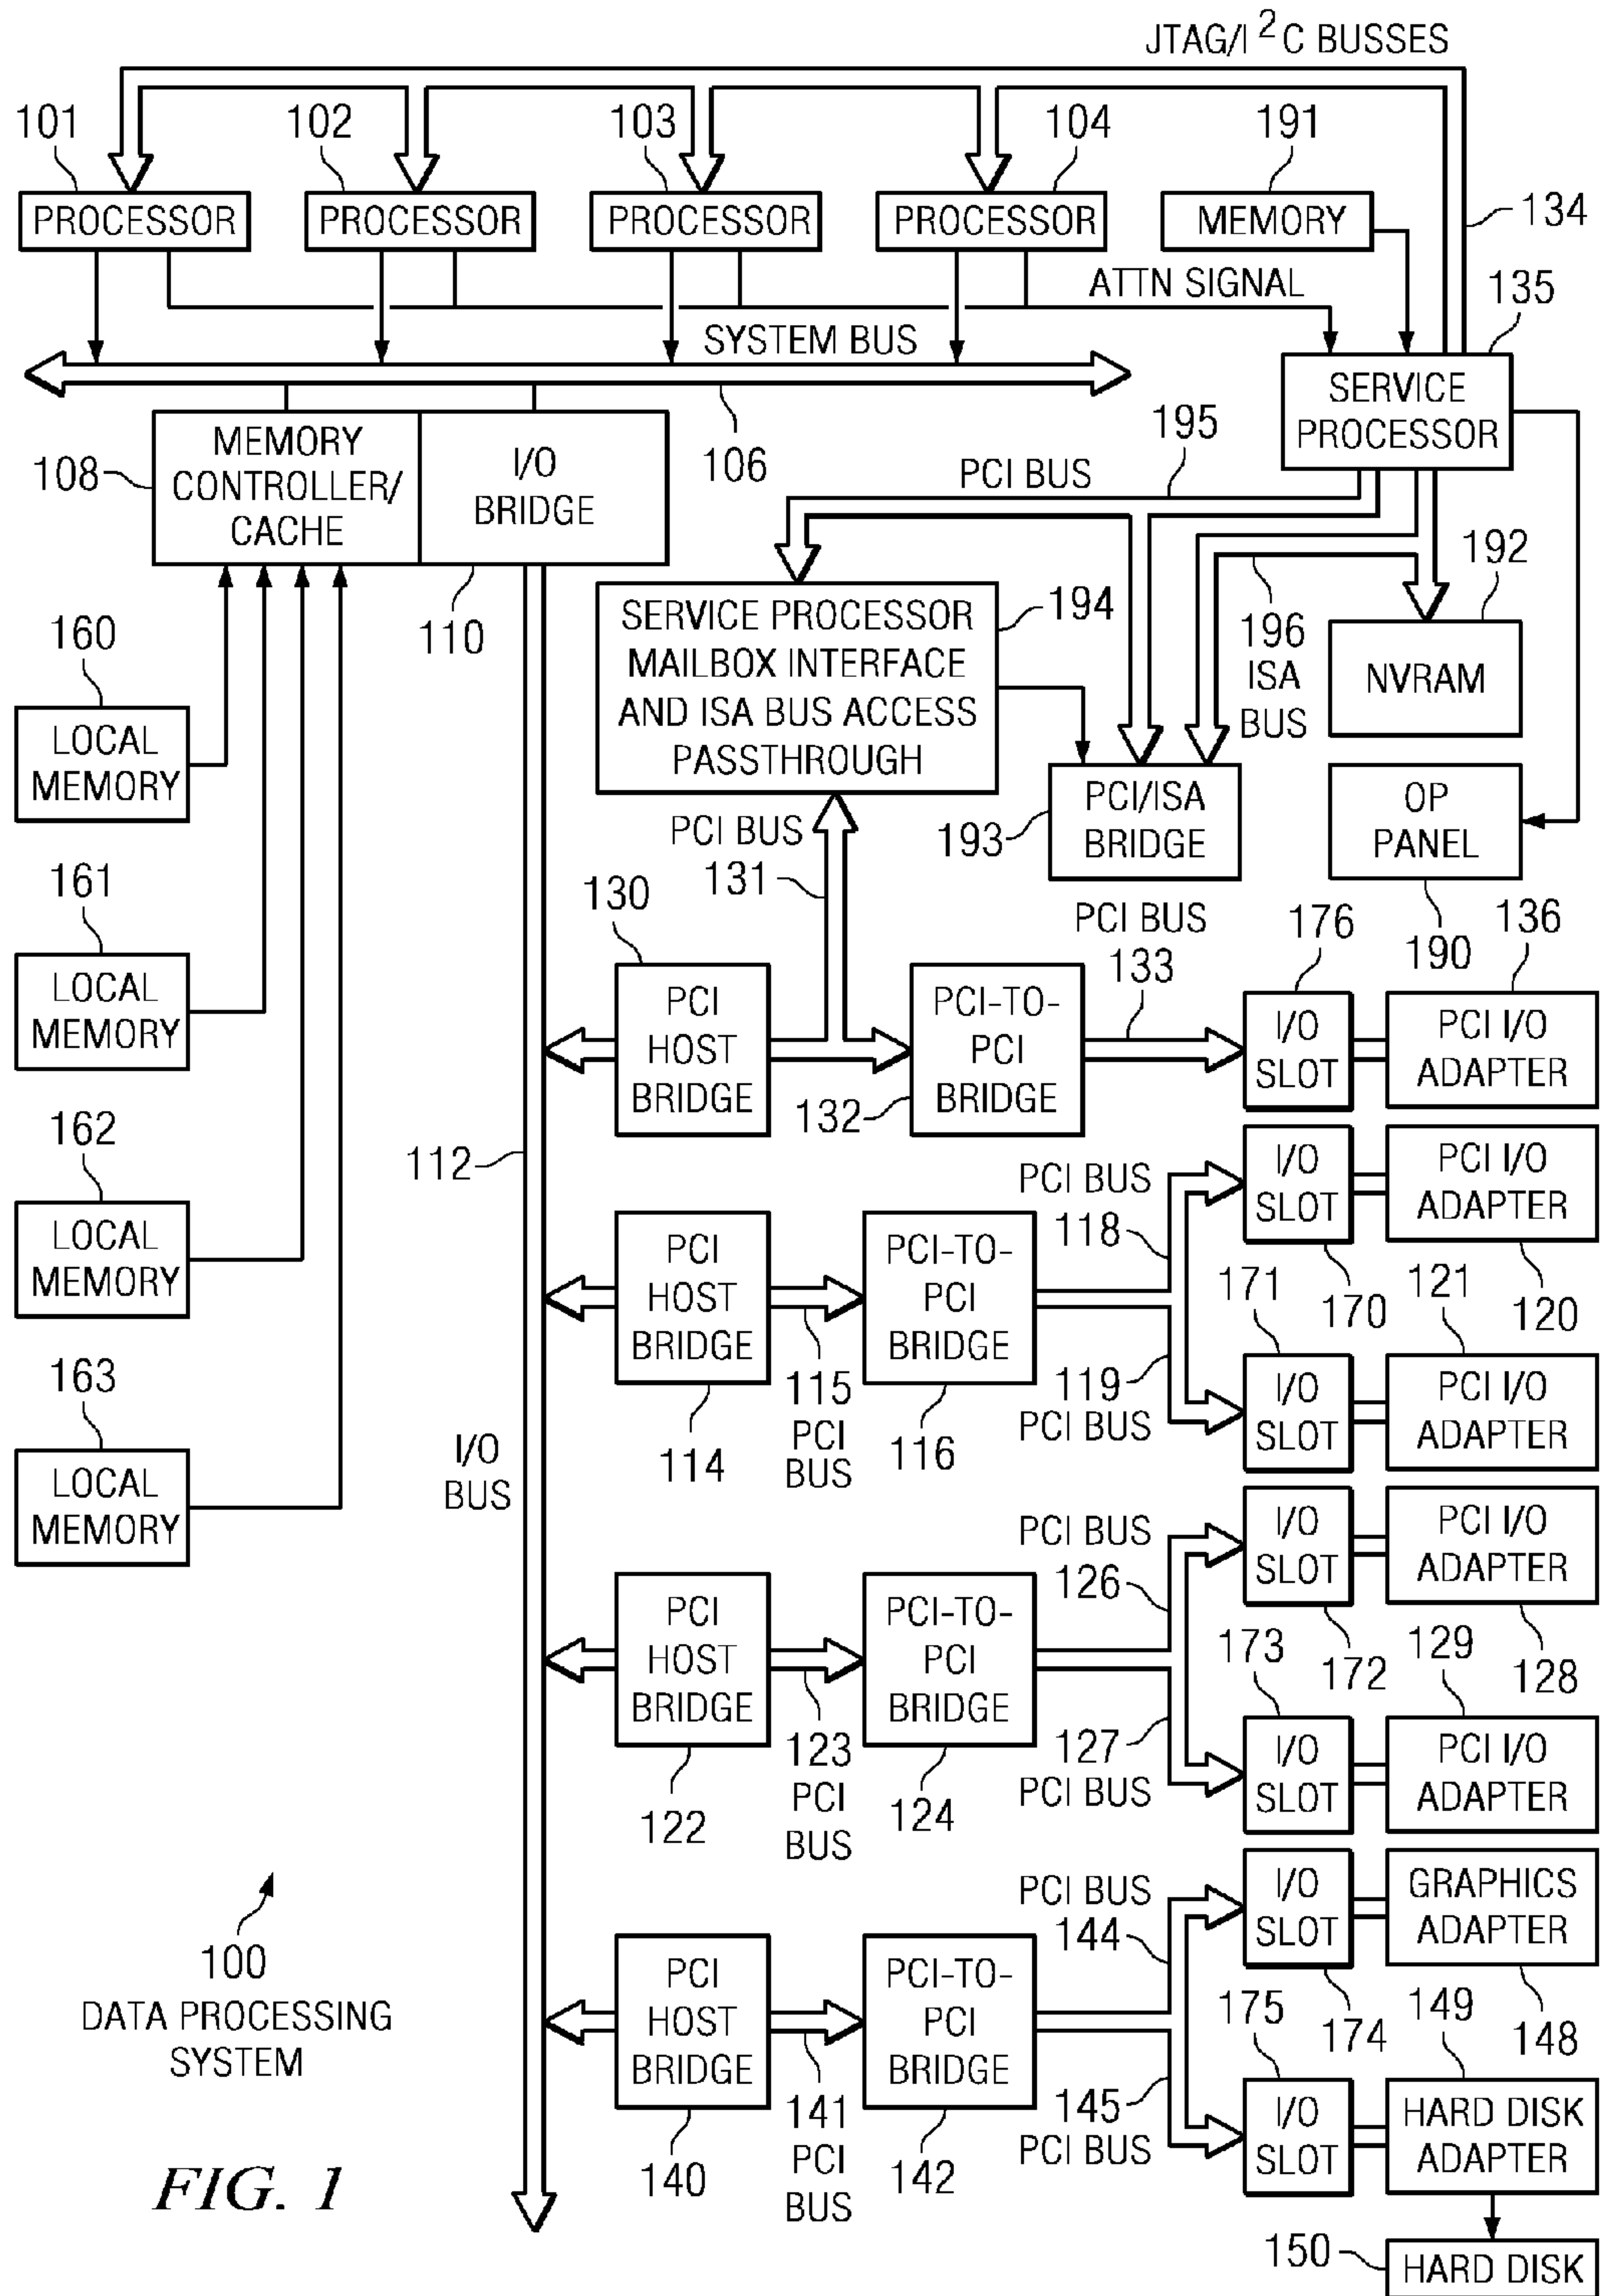 JTAG/I²C BUSSES
101
102
103
104
191
PROCESSOR
PROCESSOR
PROCESSOR
PROCESSOR
MEMORY
134
ATTN SIGNAL
135
SYSTEM BUS
SERVICE
PROCESSOR
108
MEMORY
CONTROLLER/
CACHE
I/O
BRIDGE
106
195
PCI BUS
110
192
196
ISA
BUS
NVRAM
SERVICE PROCESSOR
MAILBOX INTERFACE
AND ISA BUS ACCESS
PASSTHROUGH
194
160
LOCAL
MEMORY
PCI BUS
131
193
PCI/ISA
BRIDGE
OP
PANEL
190
161
LOCAL
MEMORY
130
PCI
HOST
BRIDGE
132
PCI-TO-
PCI
BRIDGE
PCI BUS
133
176
I/O
SLOT
136
PCI I/O
ADAPTER
162
LOCAL
MEMORY
112
PCI
HOST
BRIDGE
114
115
PCI
BUS
PCI-TO-
PCI
BRIDGE
116
PCI BUS
118
I/O
SLOT
170
PCI I/O
ADAPTER
120
119
PCI BUS
171
I/O
SLOT
121
PCI I/O
ADAPTER
163
LOCAL
MEMORY
I/O
BUS
PCI
HOST
BRIDGE
122
123
PCI
BUS
PCI-TO-
PCI
BRIDGE
124
PCI BUS
126
I/O
SLOT
172
PCI I/O
ADAPTER
128
127
PCI BUS
173
I/O
SLOT
129
PCI I/O
ADAPTER
100
DATA PROCESSING
SYSTEM
PCI
HOST
BRIDGE
140
141
PCI
BUS
PCI-TO-
PCI
BRIDGE
142
PCI BUS
144
I/O
SLOT
174
GRAPHICS
ADAPTER
148
145
PCI BUS
175
I/O
SLOT
149
HARD DISK
ADAPTER
150
HARD DISK
FIG. 1